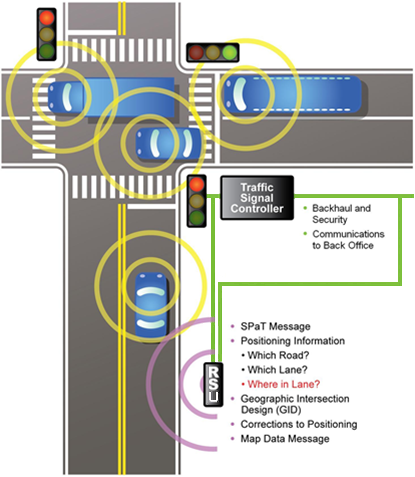 Traffic
Signal
Controller
• Backhaul and
Security
• Communications
to Back Office
• SPaT Message
• Positioning Information
• Which Road?
• Which Lane?
• Where in Lane?
• Geographic Intersection
Design (GID)
• Corrections to Positioning
• Map Data Message
RSU